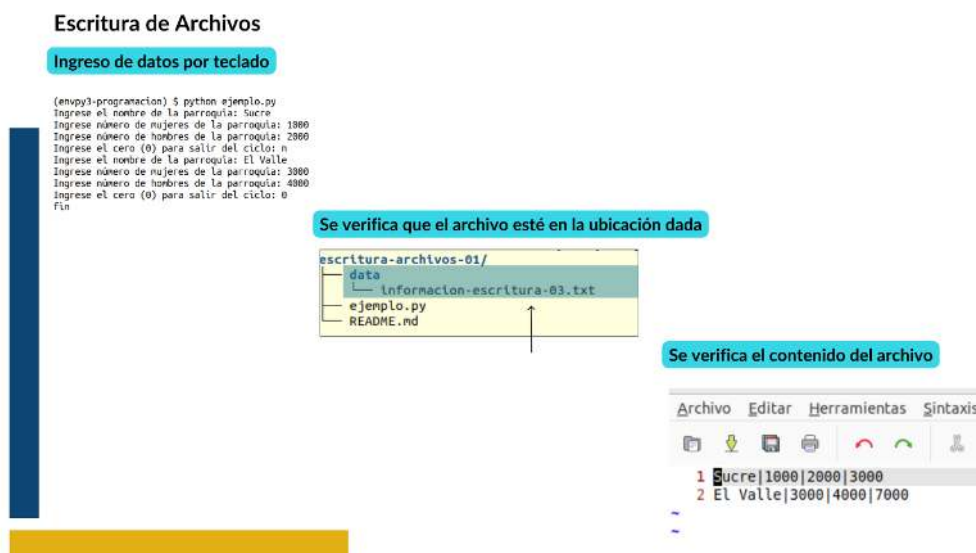 Escritura de Archivos
Ingreso de datos por teclado
(envpy3-programacion) $ python ejemplo.py
Ingrese el nombre de la parroquia: Sucre
Ingrese número de mujeres de la parroquia: 1000
Ingrese número de hombres de la parroquia: 2000
Ingrese el cero (0) para salir del ciclo: n
Ingrese el nombre de la parroquia: El Valle
Ingrese número de mujeres de la parroquia: 3000
Ingrese número de hombres de la parroquia: 4000
Ingrese el cero (0) para salir del ciclo: 0
fin
Se verifica que el archivo esté en la ubicación dada
escritura-archivos-01/
data
informacion-escritura-03.txt
ejemplo.py
README.md
Se verifica el contenido del archivo
Archivo Editar Herramientas Sintaxis
1 Sucre|1000|2000|3000
2 El Valle|3000|4000|7000
~
~